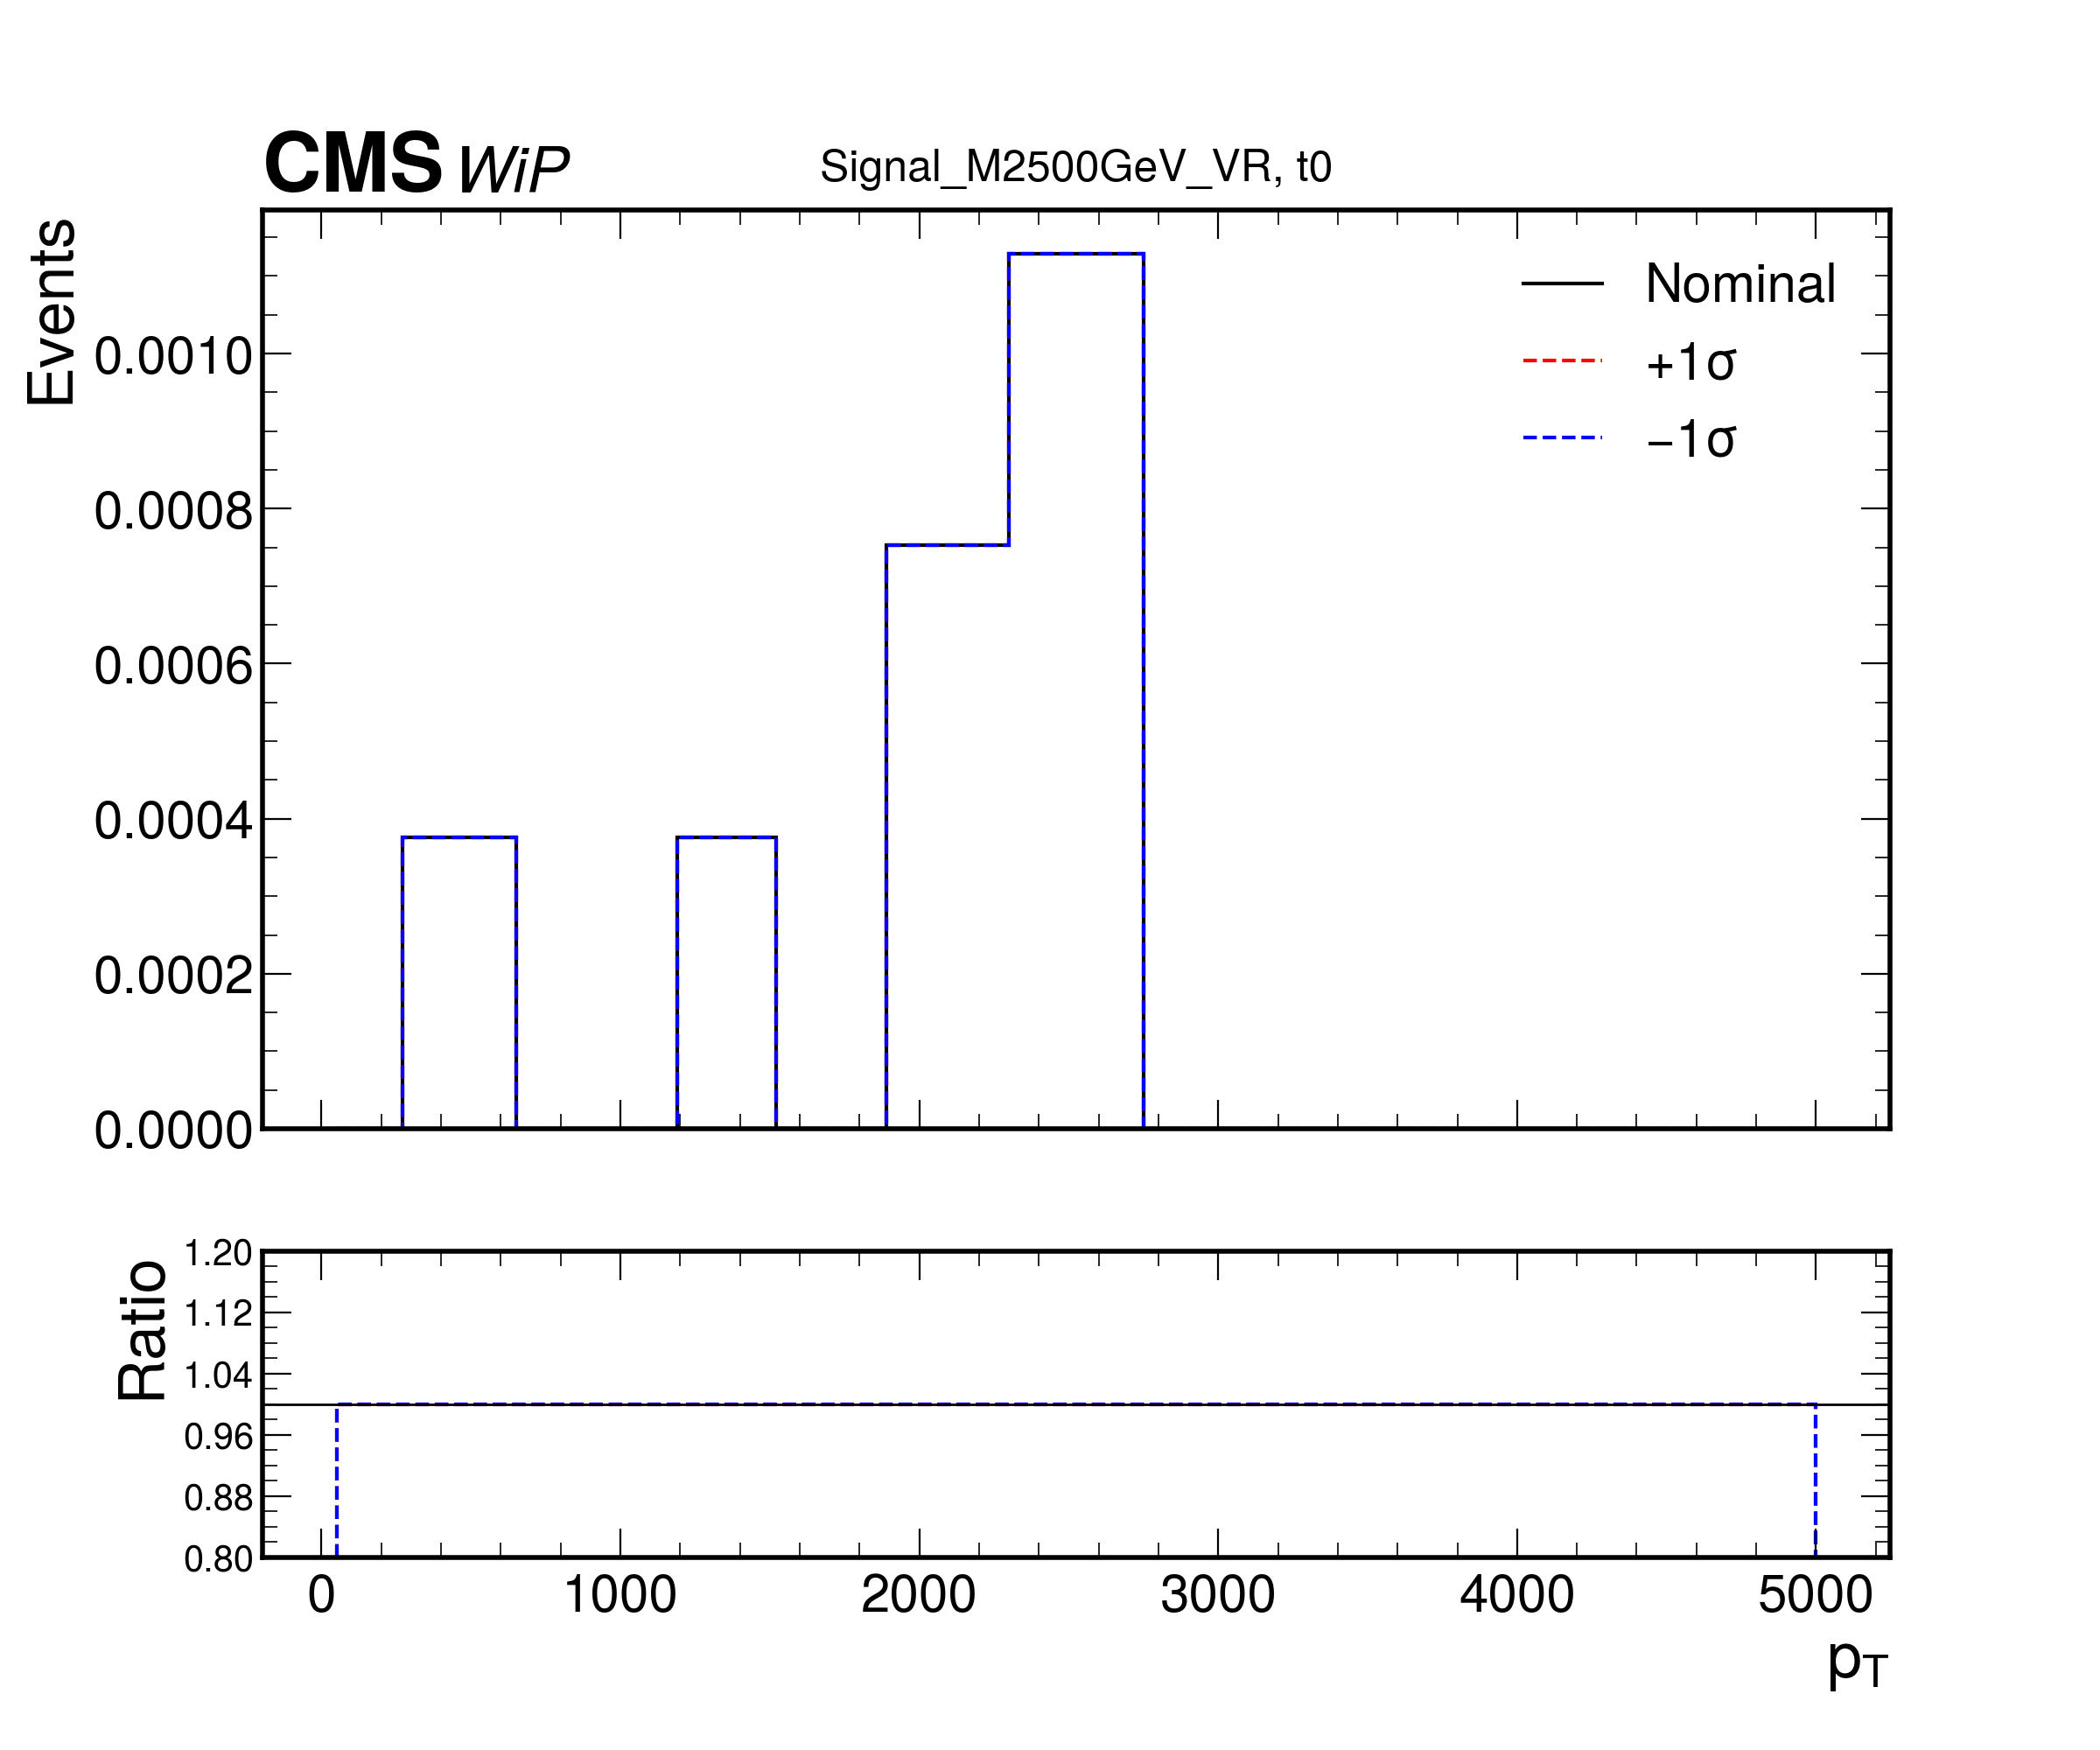 CMS WiP Signal_M2500GeV_VR, t0
Events
0.0010
0.0008
0.0006
0.0004
0.0002
0.0000
Nominal
+1σ
−1σ
Ratio
1.20
1.12
1.04
0.96
0.88
0.80
0 1000 2000 3000 4000 5000
pT